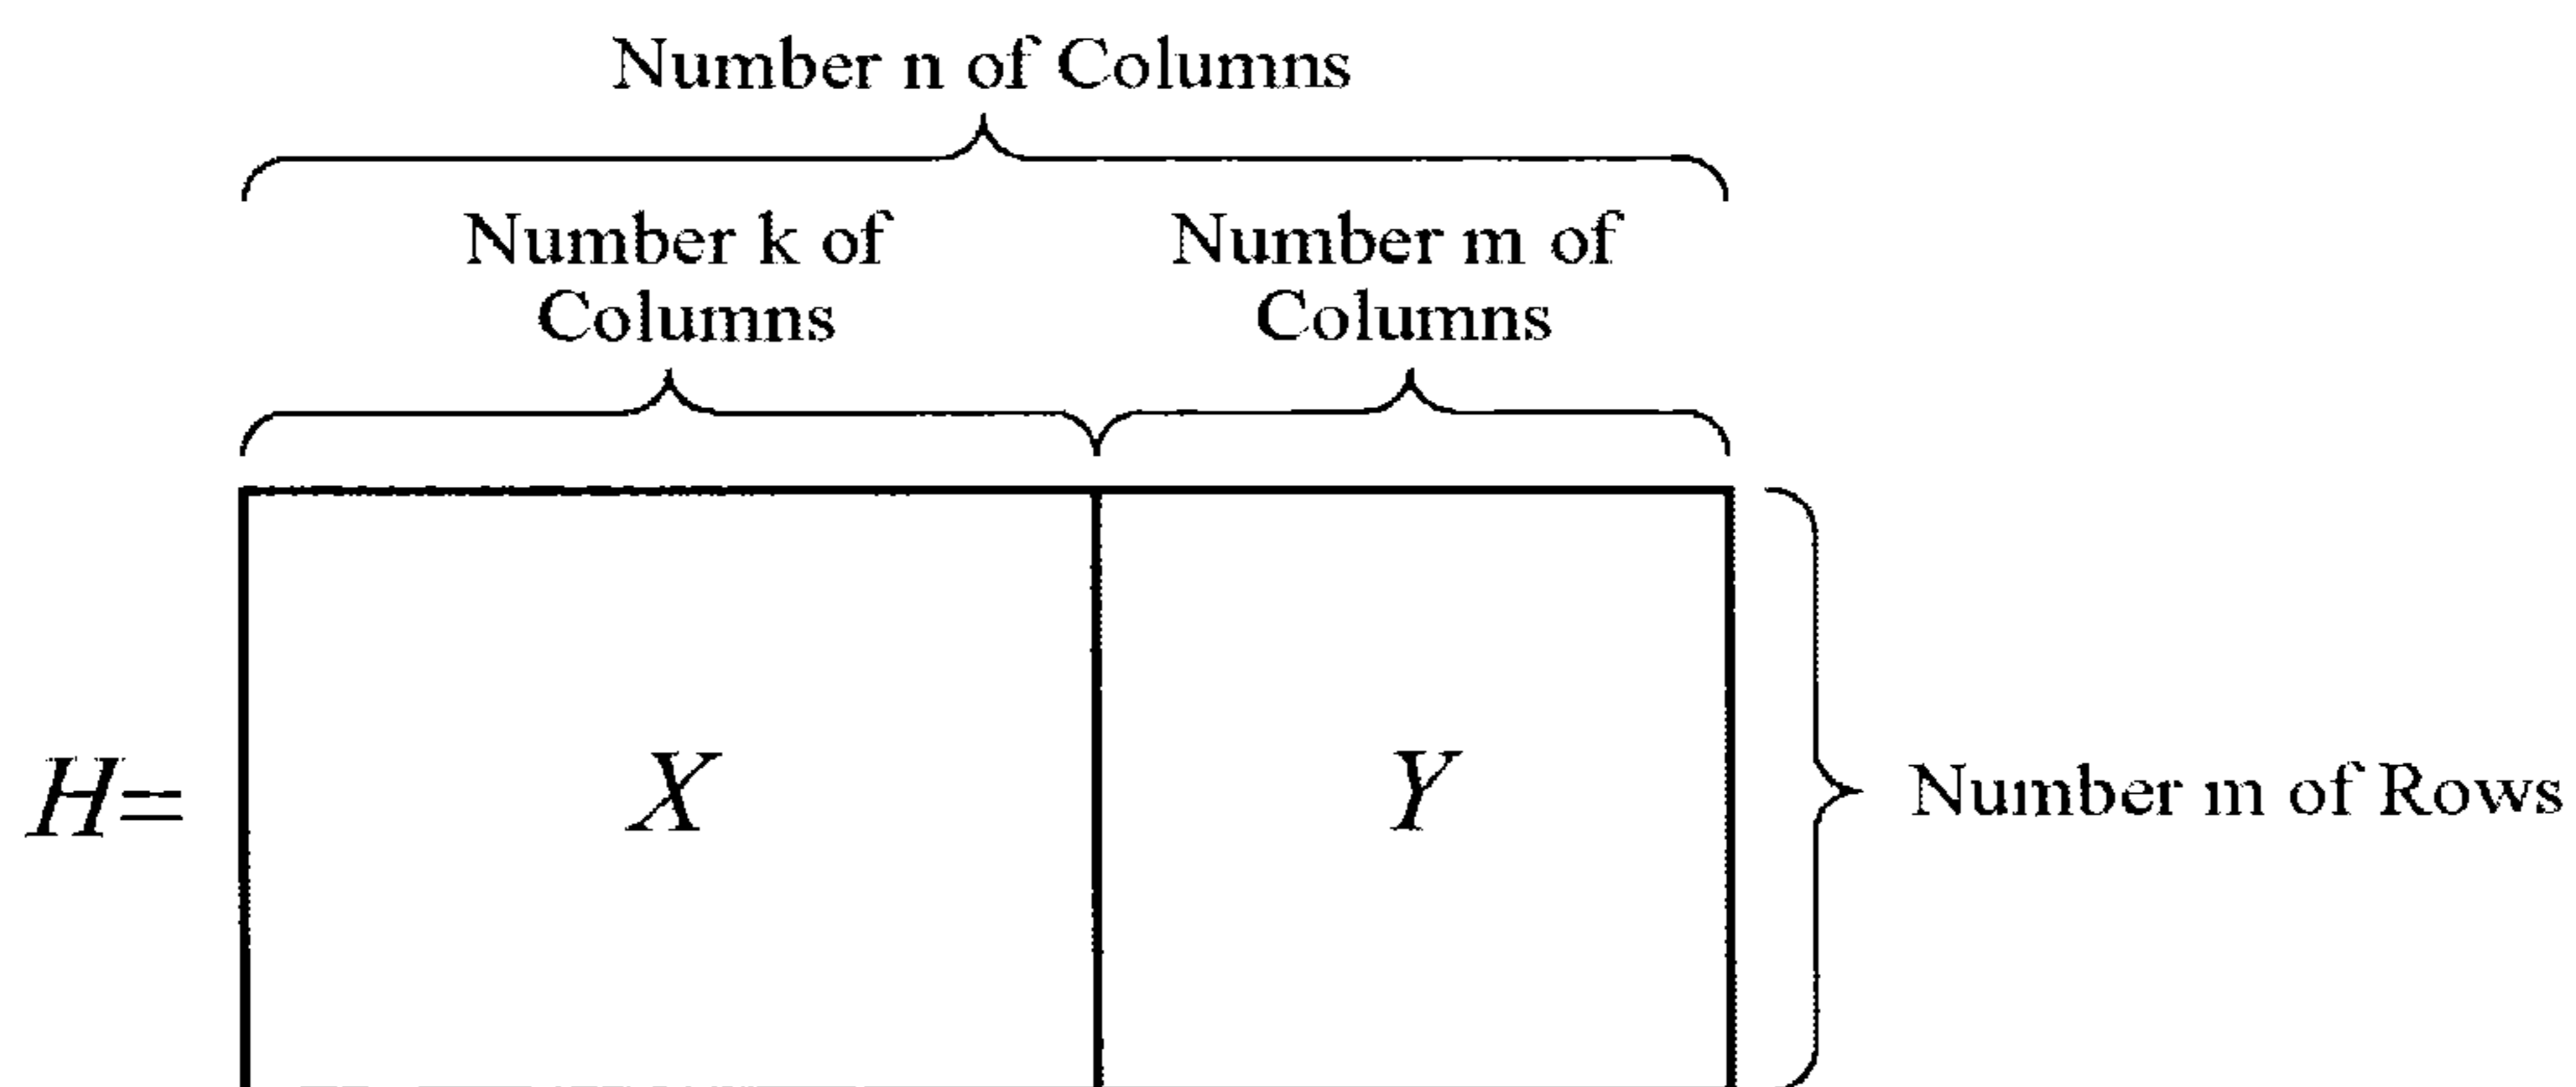 Number n of Columns
Number k of
Columns
Number m of
Columns
H=
X
Y
Number m of Rows